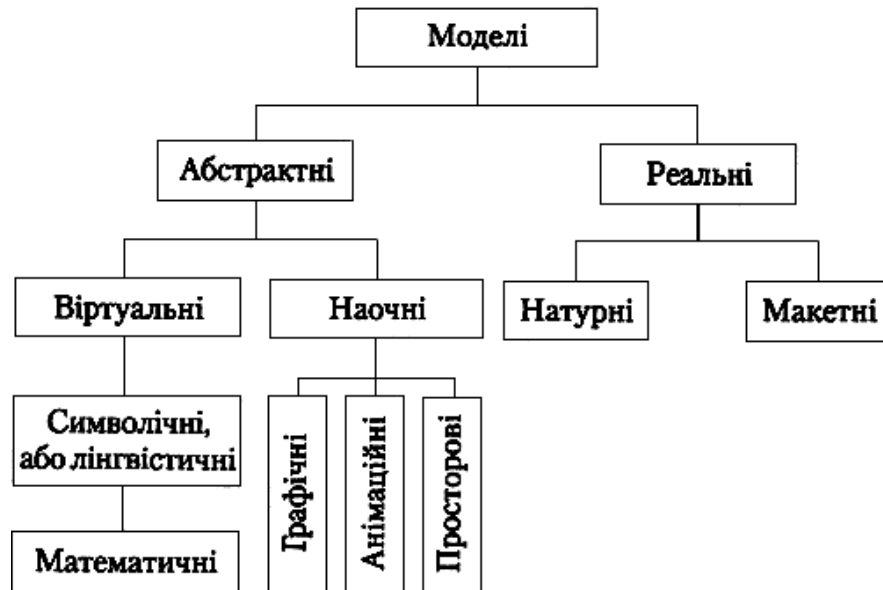 Моделі
Абстрактні
Реальні
Віртуальні
Наочні
Натурні
Макетні
Символічні,
або лінгвістичні
Графічні
Анімаційні
Просторові
Математичні